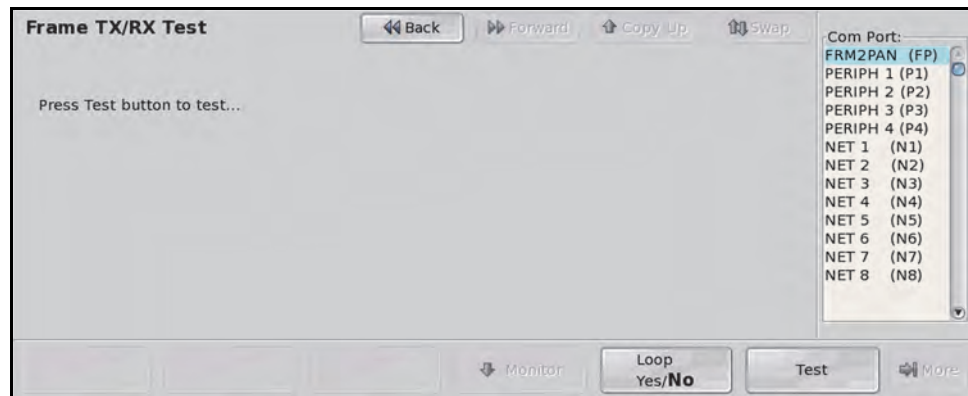 Frame TX/RX Test
Back
Forward
Copy Up
Swap
Press Test button to test...
Com Port:
FRM2PAN (FP)
PERIPH 1 (P1)
PERIPH 2 (P2)
PERIPH 3 (P3)
PERIPH 4 (P4)
NET 1 (N1)
NET 2 (N2)
NET 3 (N3)
NET 4 (N4)
NET 5 (N5)
NET 6 (N6)
NET 7 (N7)
NET 8 (N8)
Monitor
Loop
Yes/No
Test
More